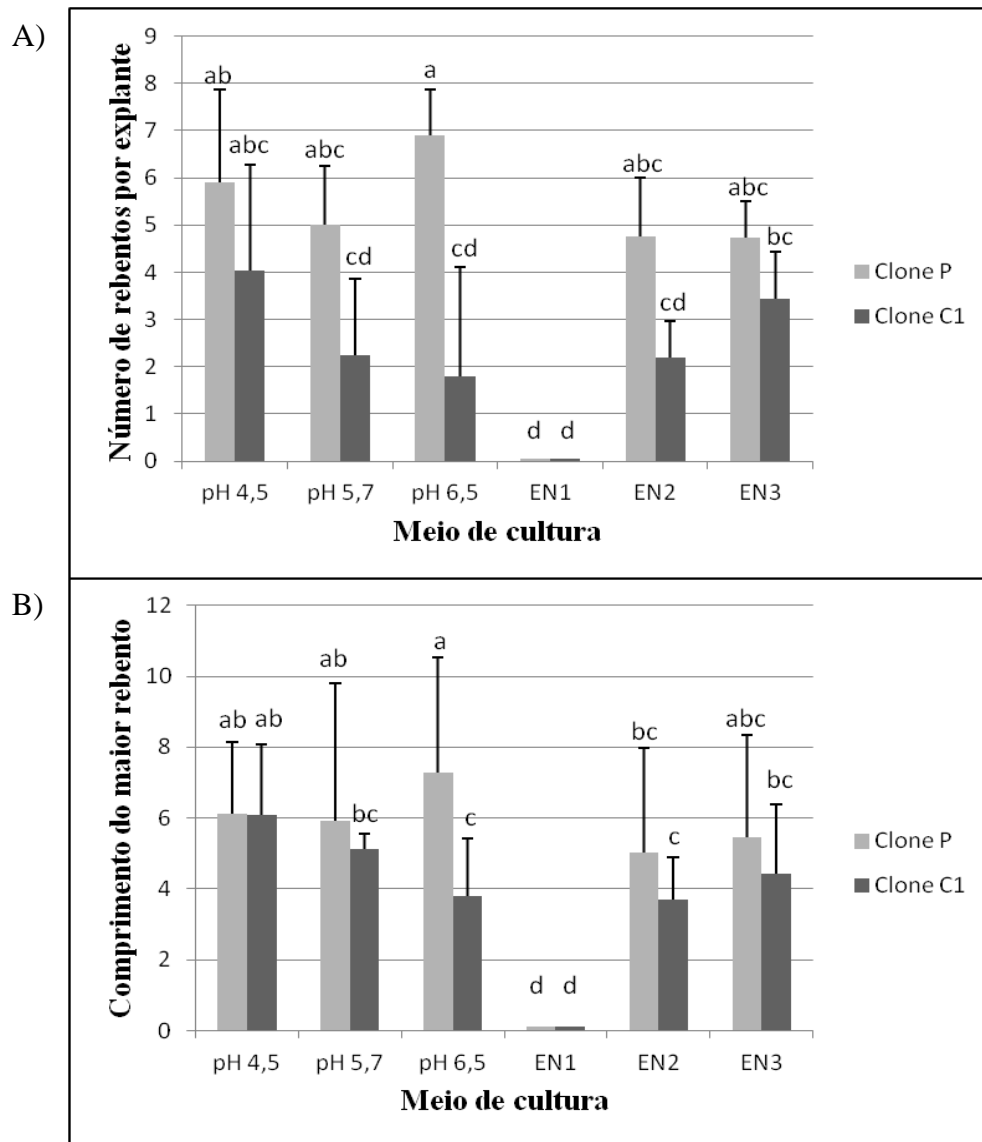 A)
Número de rebentos por explante
9
8
7
6
5
4
3
2
1
0
ab
abc
abc
cd
a
cd
d
d
abc
cd
abc
bc
pH 4,5
pH 5,7
pH 6,5
EN1
EN2
EN3
Meio de cultura
Clone P
Clone C1
B)
Comprimento do maior rebento
12
10
8
6
4
2
0
ab
ab
ab
bc
a
c
d
d
bc
c
abc
bc
pH 4,5
pH 5,7
pH 6,5
EN1
EN2
EN3
Meio de cultura
Clone P
Clone C1